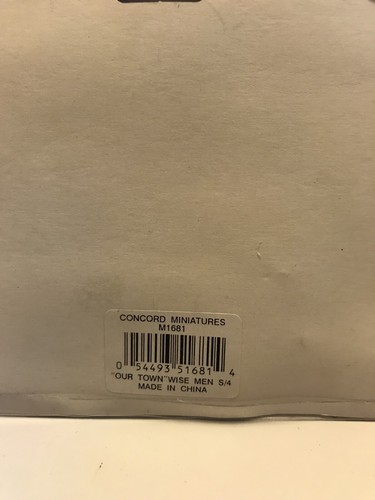 CONCORD MINIATURES
M1681
0 54493 51681 4
"OUR TOWN" WISE MEN S/4
MADE IN CHINA